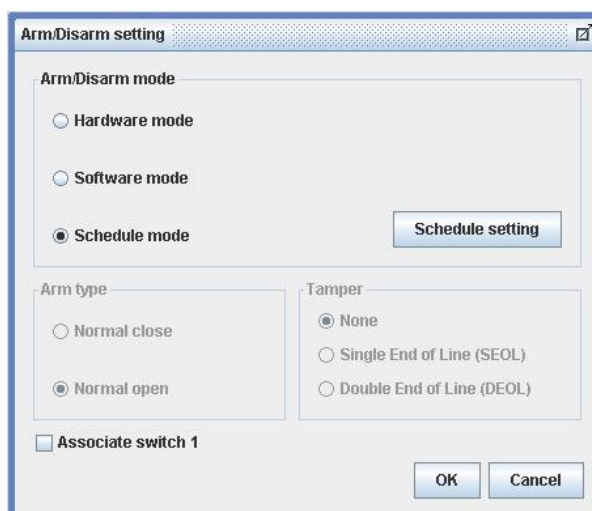 Arm/Disarm setting
Arm/Disarm mode
Hardware mode
Software mode
Schedule mode
Schedule setting
Arm type
Normal close
Normal open
Tamper
None
Single End of Line (SEOL)
Double End of Line (DEOL)
Associate switch 1
OK
Cancel